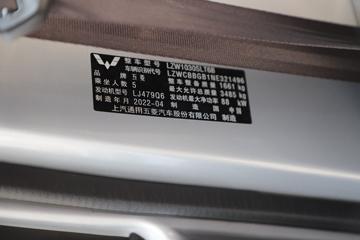 整车型号 LZW1030SLT6B
车辆识别代号 LZWCBBGB1NE321496
品牌 五菱 整车整备质量 1661 kg
乘坐人数 5 最大允许总质量 3485 kg
发动机型号 LJ479Q6 发动机最大净功率 88 kW
制造年月 2022-04 制造国 中国
上汽通用五菱汽车股份有限公司 制造